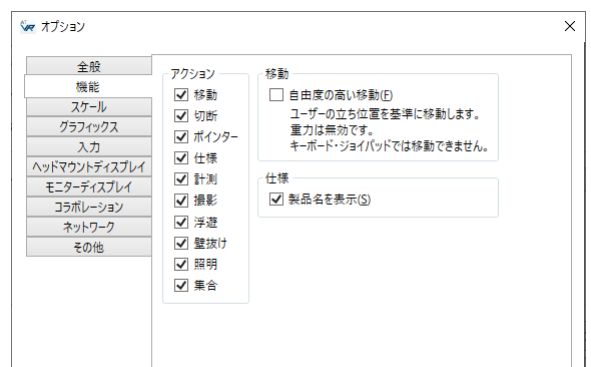 VR オプション
全般
機能
スケール
グラフィックス
入力
ヘッドマウントディスプレイ
モニターディスプレイ
コラボレーション
ネットワーク
その他
アクション
移動
切断
ポインター
仕様
計測
撮影
浮遊
壁抜け
照明
集合
移動
自由度の高い移動(F)
ユーザーの立ち位置を基準に移動します。
重力は無効です。
キーボード・ジョイパッドでは移動できません。
仕様
製品名を表示(S)